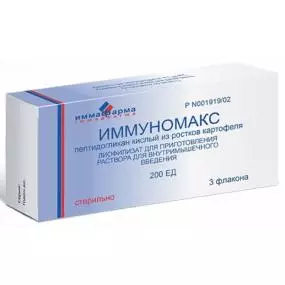 иммафарма
Р N001919/02
ИММУНОМАКС
пептидогликан кислый из ростков картофеля
ЛИОФИЛИЗАТ ДЛЯ ПРИГОТОВЛЕНИЯ
РАСТВОРА ДЛЯ ВНУТРИМЫШЕЧНОГО
ВВЕДЕНИЯ
200 ЕД
стерильно
3 флакона